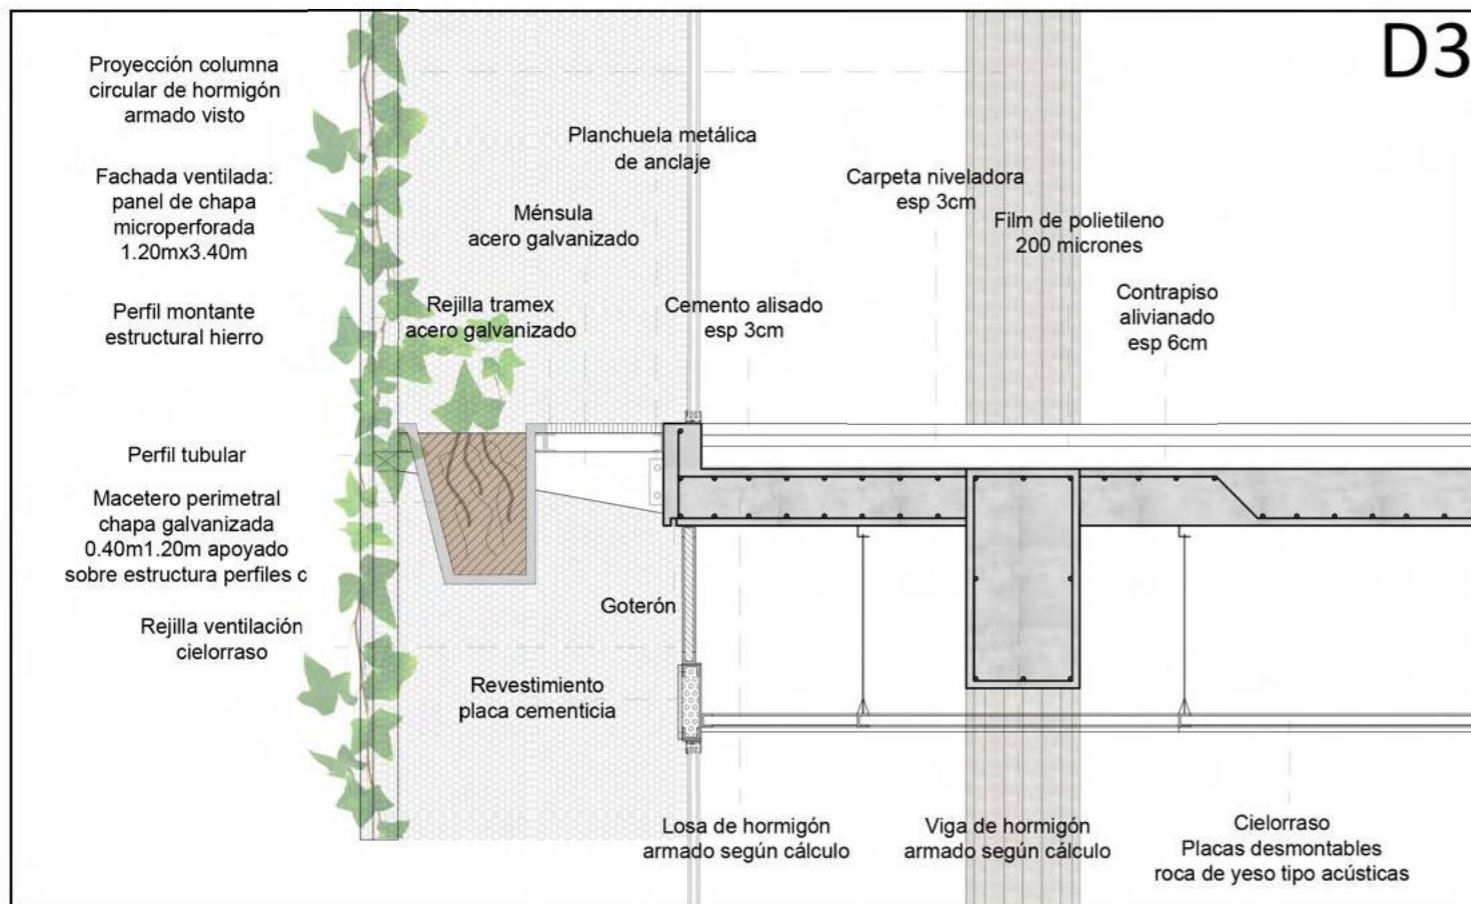 D3
Proyección columna
circular de hormigón
armado visto
Planchuela metálica
de anclaje
Fachada ventilada:
panel de chapa
microperforada
1.20mx3.40m
Carpeta niveladora
esp 3cm
Ménsula
acero galvanizado
Film de polietileno
200 micrones
Perfil montante
estructural hierro
Rejilla tramex
acero galvanizado
Cemento alisado
esp 3cm
Contrapiso
alivianado
esp 6cm
Perfil tubular
Macetero perimetral
chapa galvanizada
0.40m1.20m apoyado
sobre estructura perfiles c
Goterón
Rejilla ventilación
cielorraso
Revestimiento
placa cementicia
Losa de hormigón
armado según cálculo
Viga de hormigón
armado según cálculo
Cielorraso
Placas desmontables
roca de yeso tipo acústicas